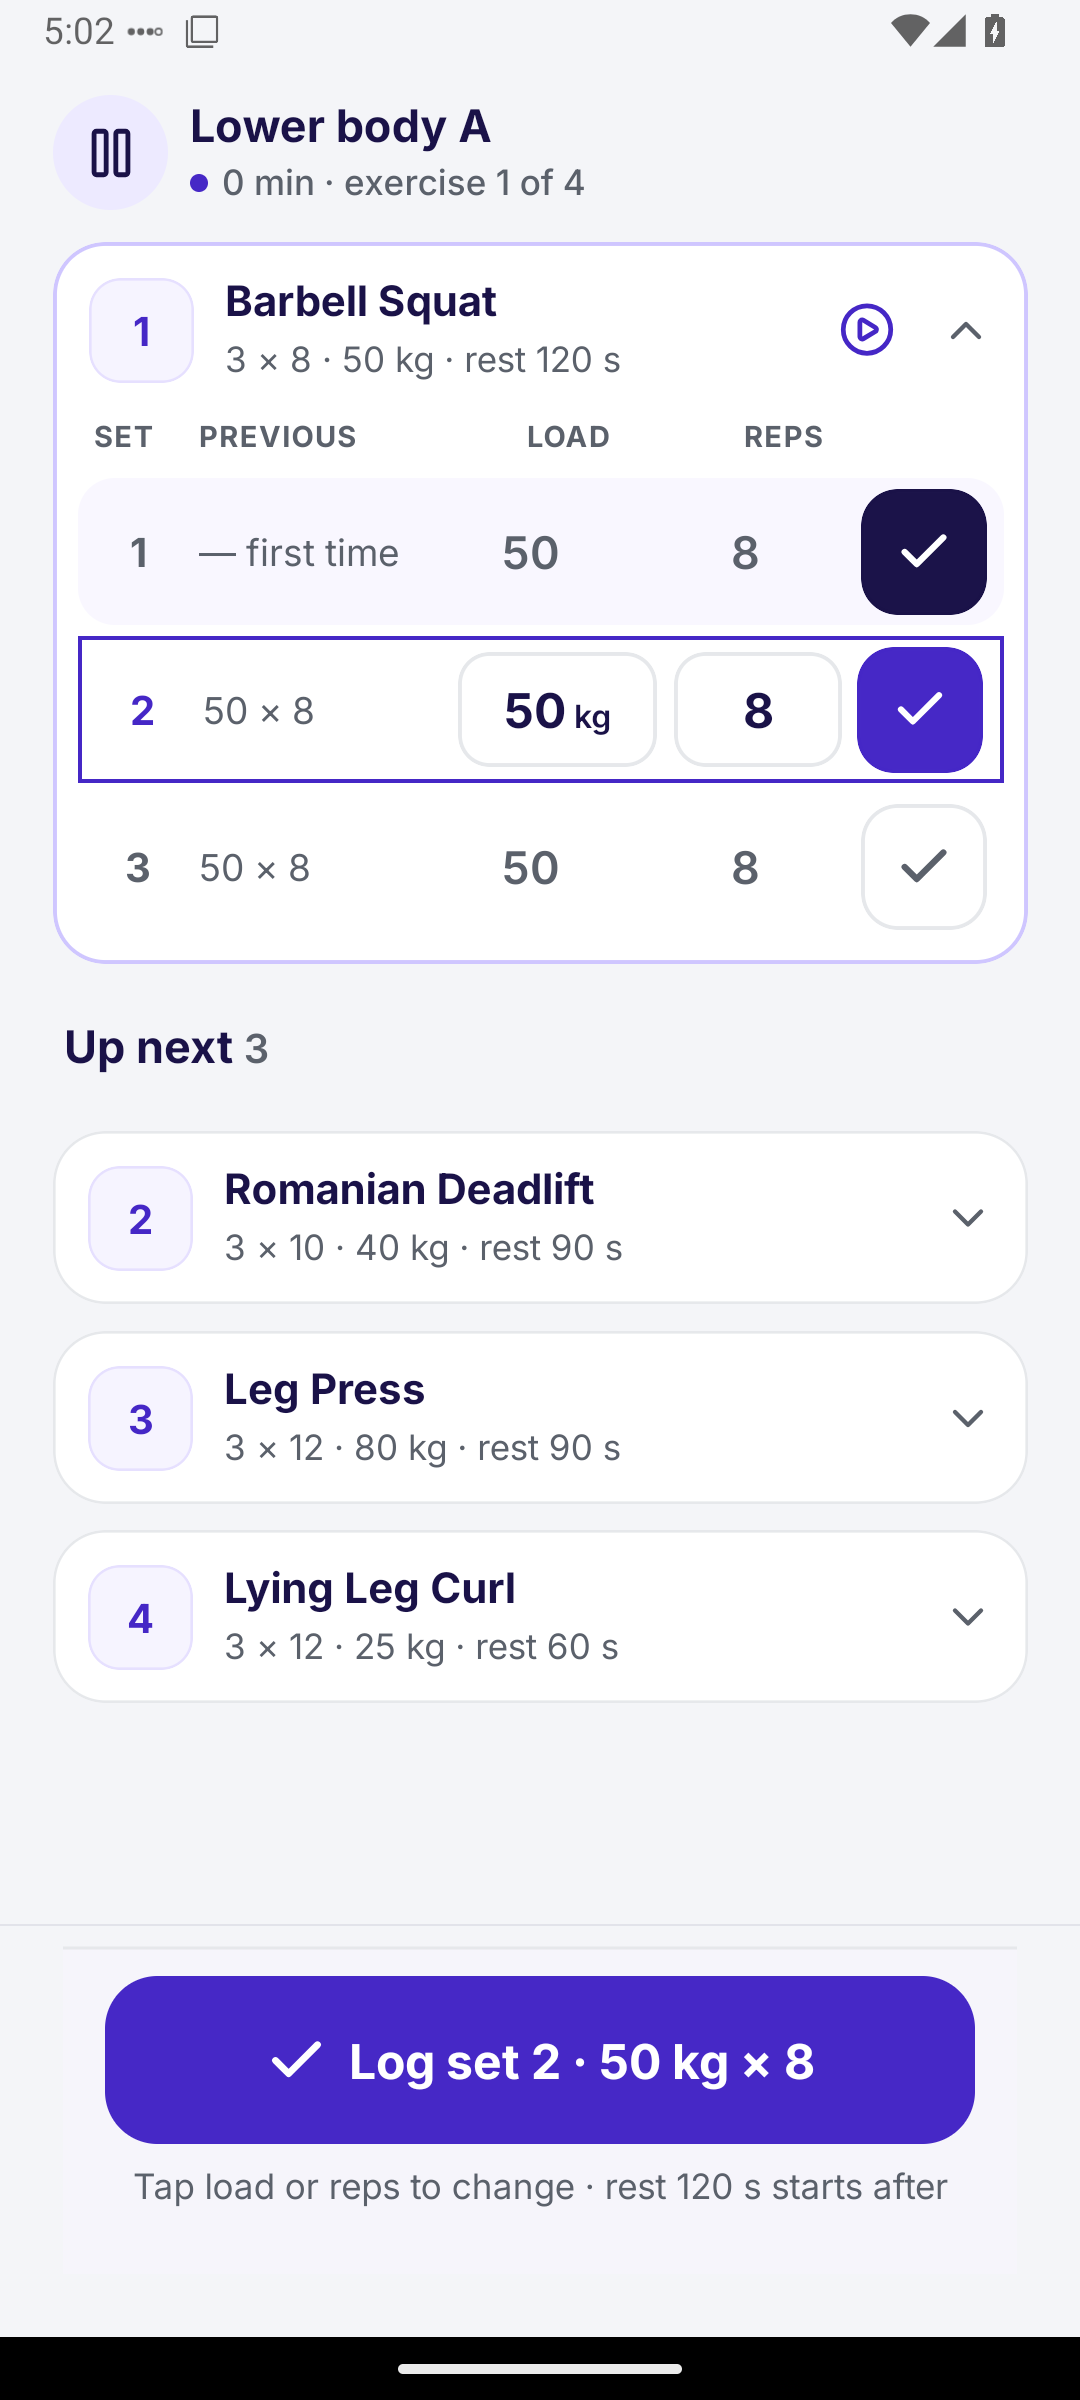 5:02
Lower body A
0 min · exercise 1 of 4
1
Barbell Squat
3 × 8 · 50 kg · rest 120 s
SET PREVIOUS LOAD REPS
1 — first time 50 8
2 50 × 8 50 kg 8
3 50 × 8 50 8
Up next 3
2
Romanian Deadlift
3 × 10 · 40 kg · rest 90 s
3
Leg Press
3 × 12 · 80 kg · rest 90 s
4
Lying Leg Curl
3 × 12 · 25 kg · rest 60 s
Log set 2 · 50 kg × 8
Tap load or reps to change · rest 120 s starts after